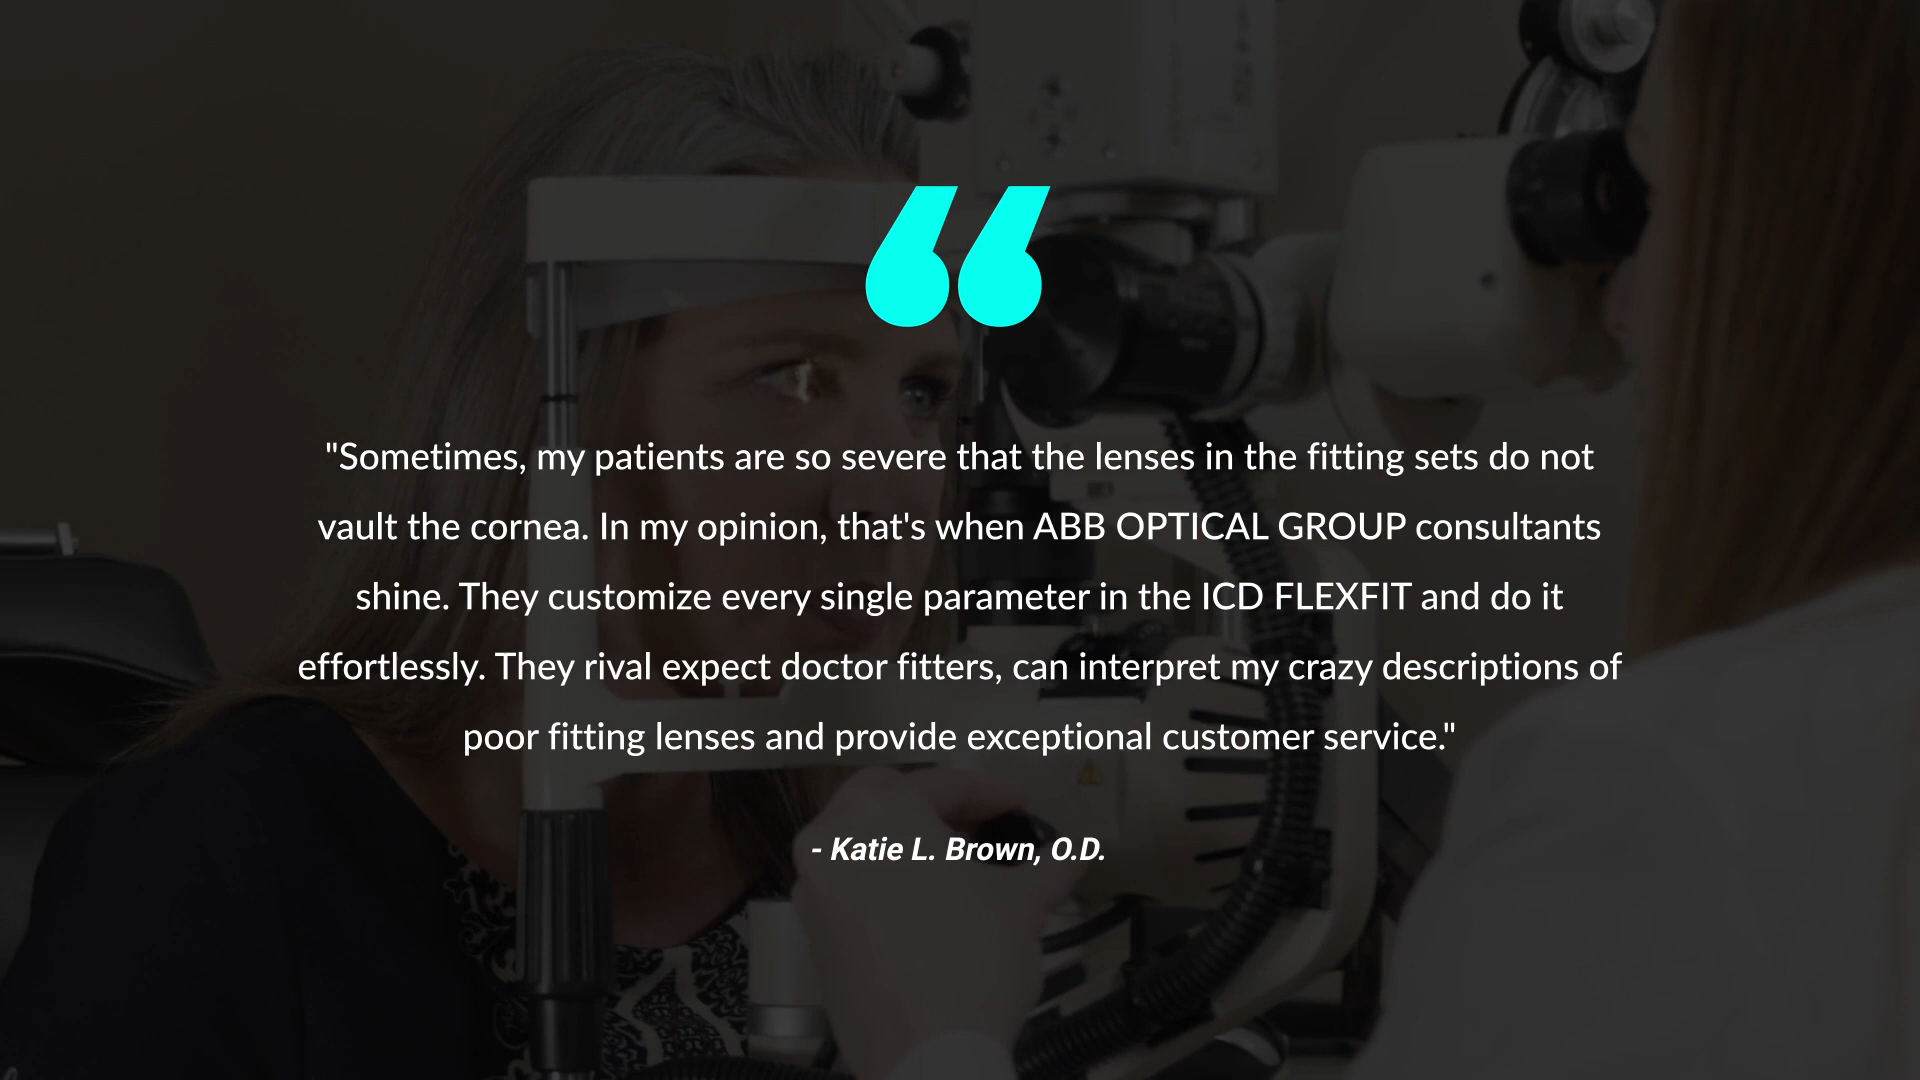 "Sometimes, my patients are so severe that the lenses in the fitting sets do not
vault the cornea. In my opinion, that's when ABB OPTICAL GROUP consultants
shine. They customize every single parameter in the ICD FLEXFIT and do it
effortlessly. They rival expect doctor fitters, can interpret my crazy descriptions of
poor fitting lenses and provide exceptional customer service."
- Katie L. Brown, O.D.